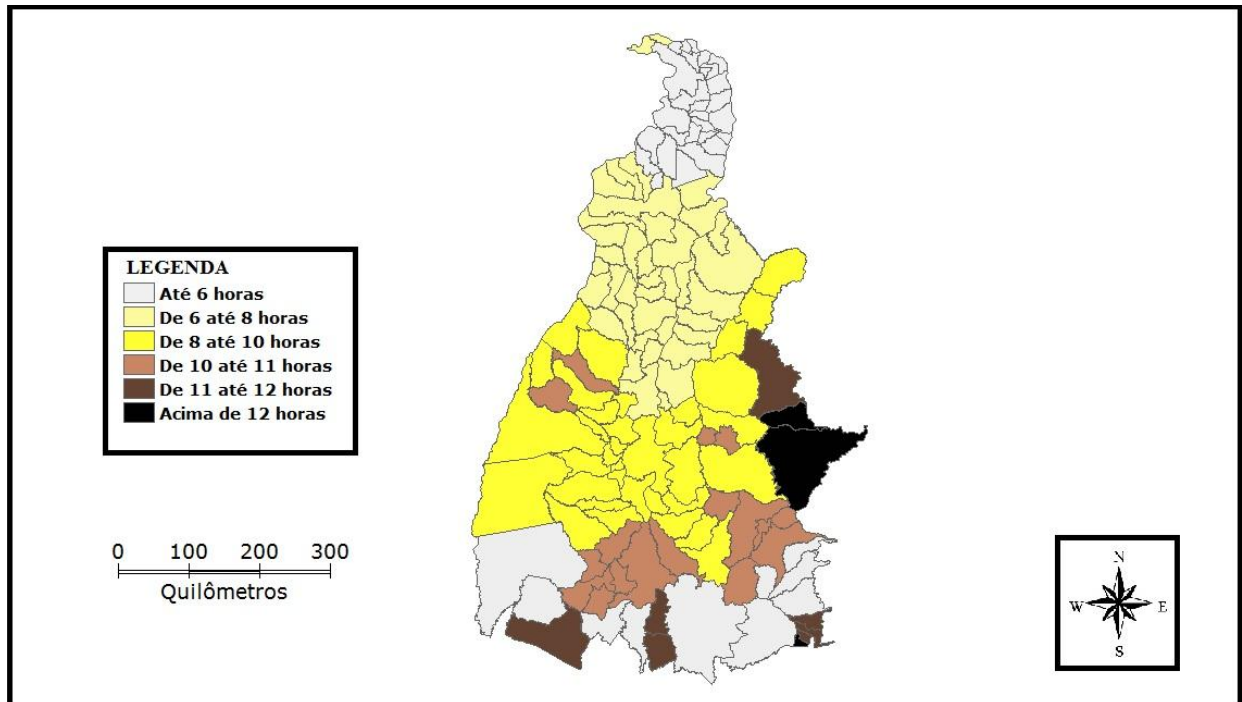 LEGENDA
Até 6 horas
De 6 até 8 horas
De 8 até 10 horas
De 10 até 11 horas
De 11 até 12 horas
Acima de 12 horas
0 100 200 300
Quilômetros
N
W E
S